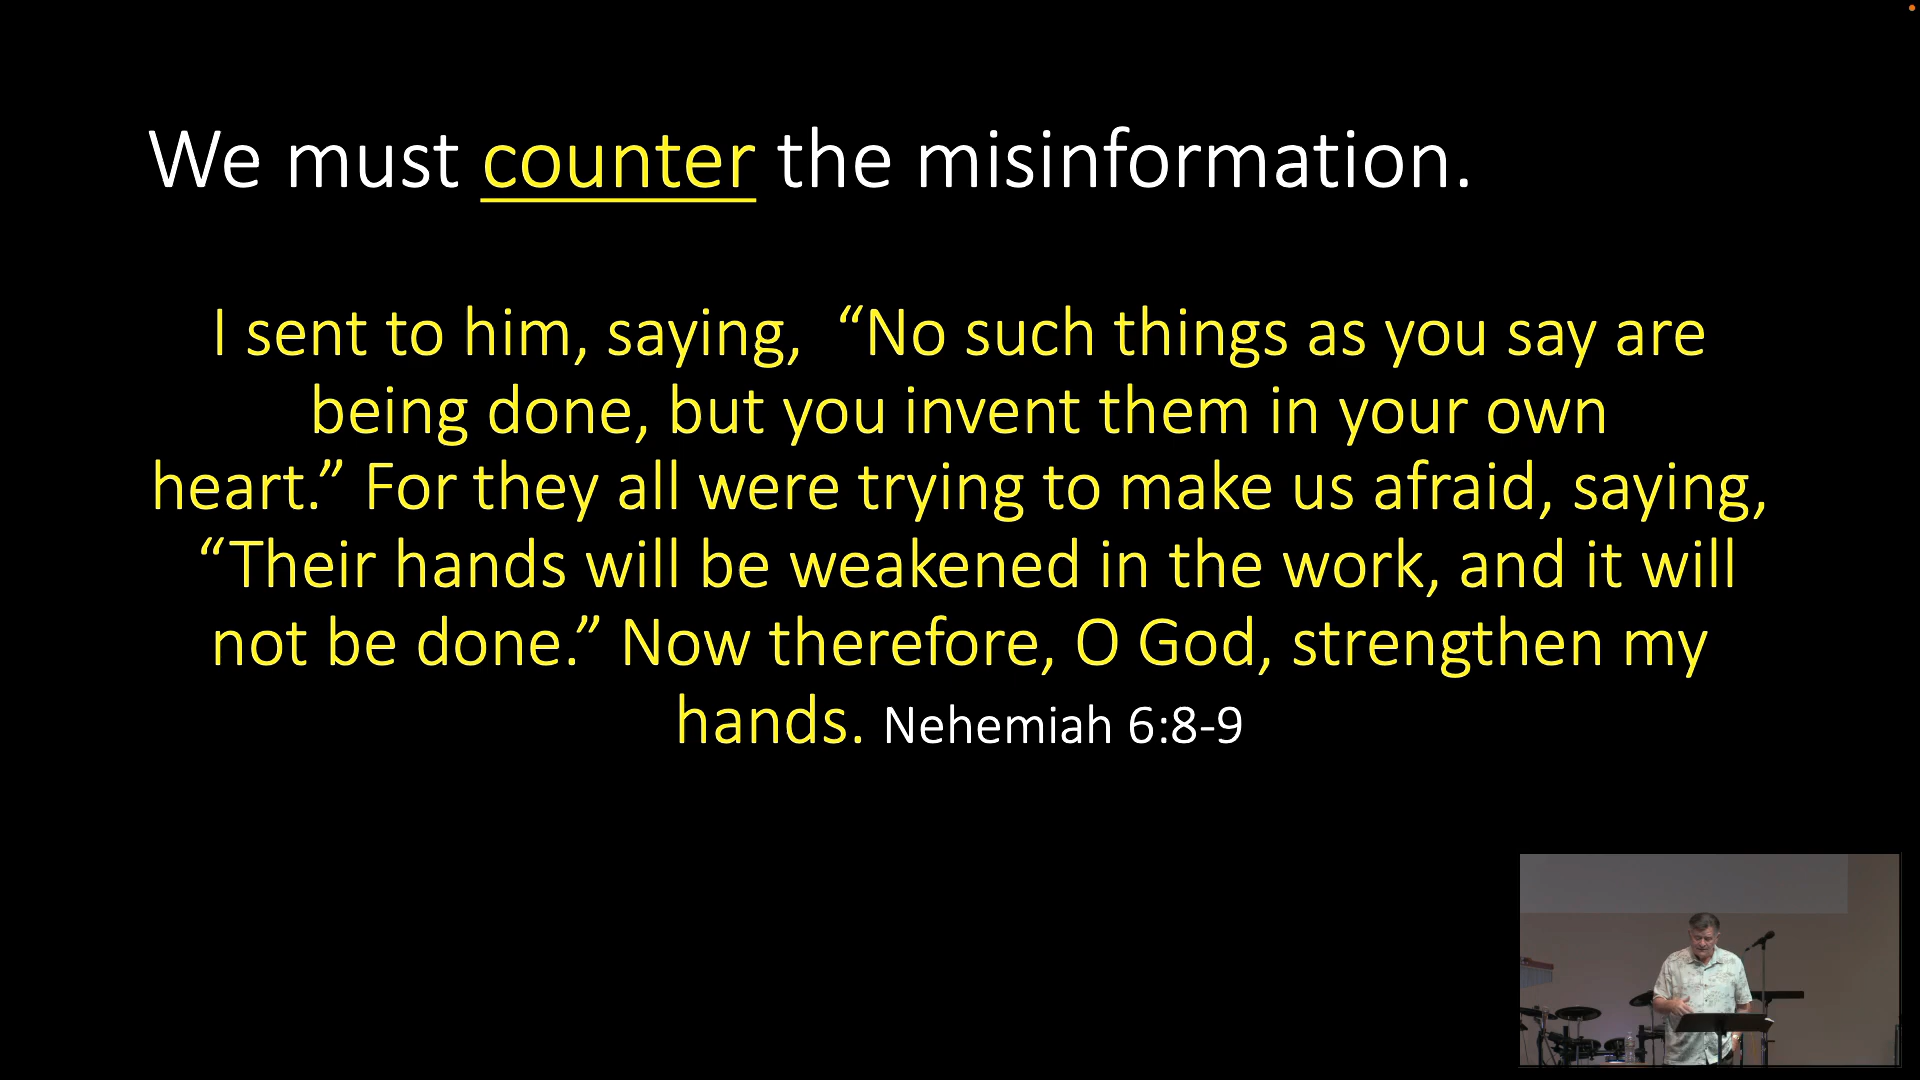 We must counter the misinformation.
I sent to him, saying,  “No such things as you say are
being done, but you invent them in your own
heart.” For they all were trying to make us afraid, saying,
“Their hands will be weakened in the work, and it will
not be done.” Now therefore, O God, strengthen my
hands. Nehemiah 6:8-9